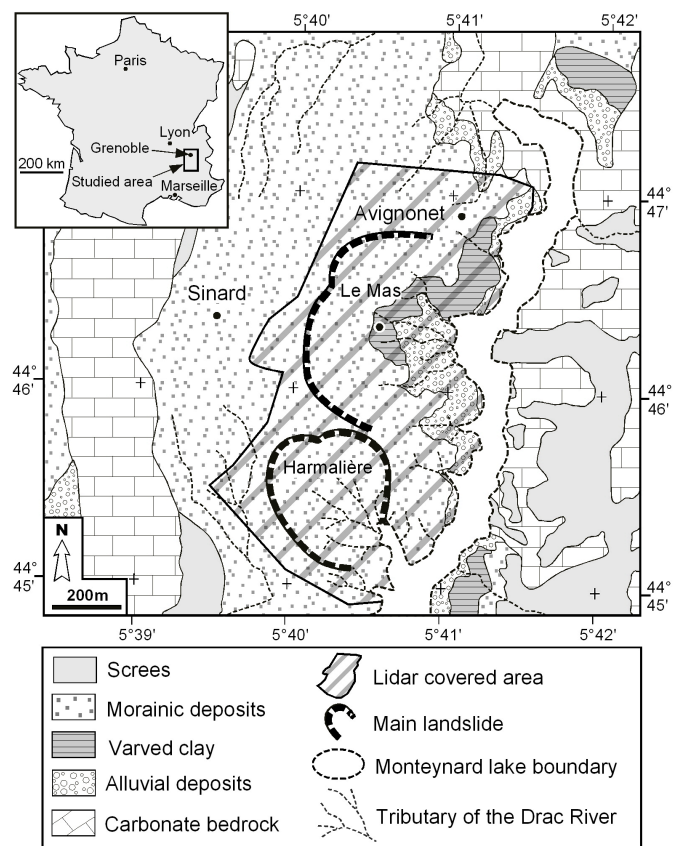 5°40' 5°41' 5°42'
Paris
Lyon
Grenoble
200 km
Studied area
Marseille
44°
47'
Avignonet
Le Mas
Sinard
44°
46'
44°
46'
Harmalière
N
44°
45'
44°
45'
200m
5°39' 5°40' 5°41' 5°42'
Screes
Morainic deposits
Varved clay
Alluvial deposits
Carbonate bedrock
Lidar covered area
Main landslide
Monteynard lake boundary
Tributary of the Drac River